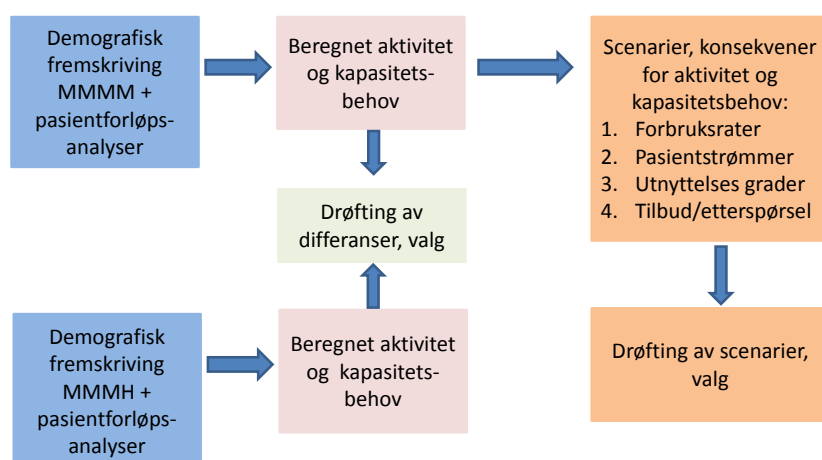 Demografisk
fremskriving
MMMM +
pasientforløps-
analyser
Beregnet aktivitet
og kapasitets-
behov
Scenarier, konsekvener
for aktivitet og
kapasitetsbehov:
1. Forbruksrater
2. Pasientstrømmer
3. Utnyttelses grader
4. Tilbud/etterspørsel
Drøfting av
differanser, valg
Demografisk
fremskriving
MMMH +
pasientforløps-
analyser
Beregnet aktivitet
og kapasitets-
behov
Drøfting av scenarier,
valg